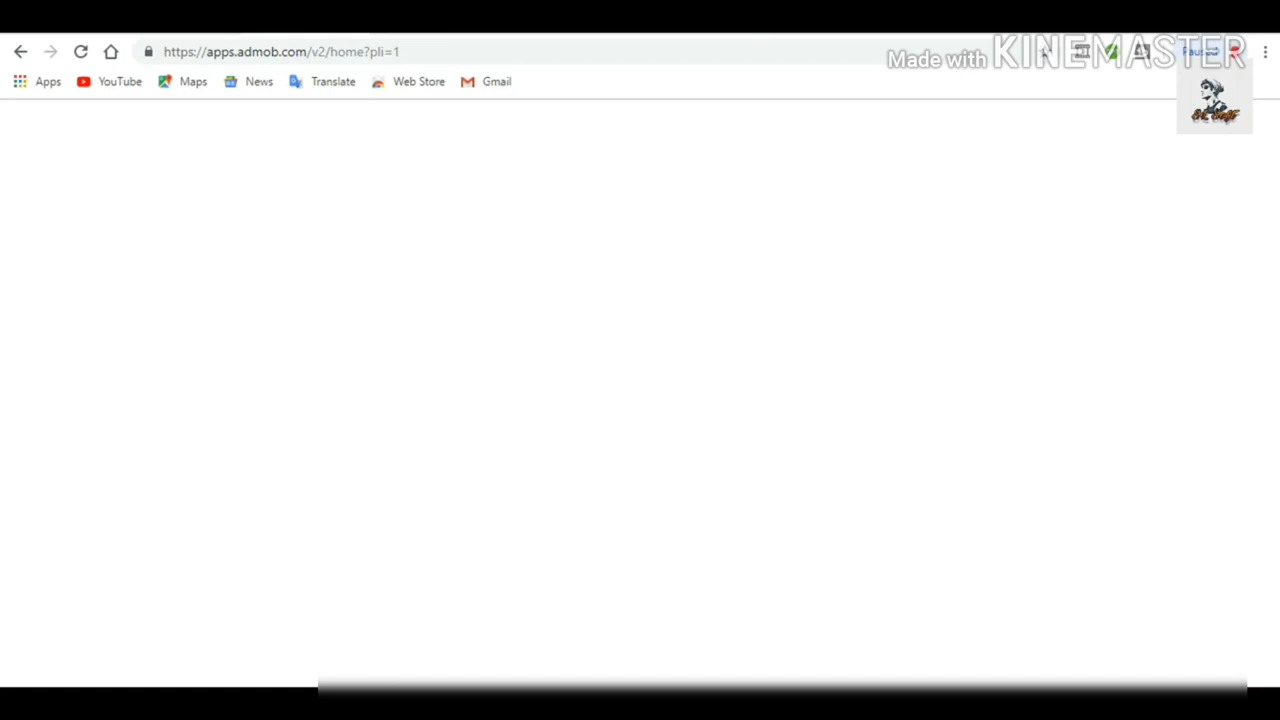 https://apps.admob.com/v2/home?pli=1
Made with KINEMASTER
Paused
Apps
YouTube
Maps
News
Translate
Web Store
Gmail